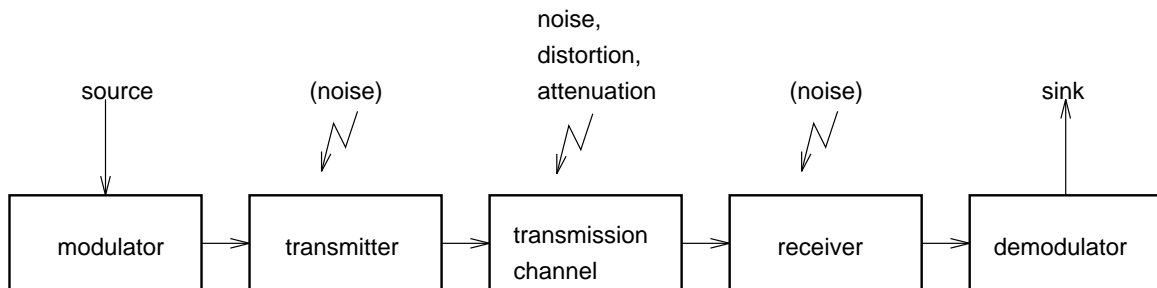 noise,
distortion,
attenuation
source
(noise)
(noise)
sink
modulator
transmitter
transmission
channel
receiver
demodulator